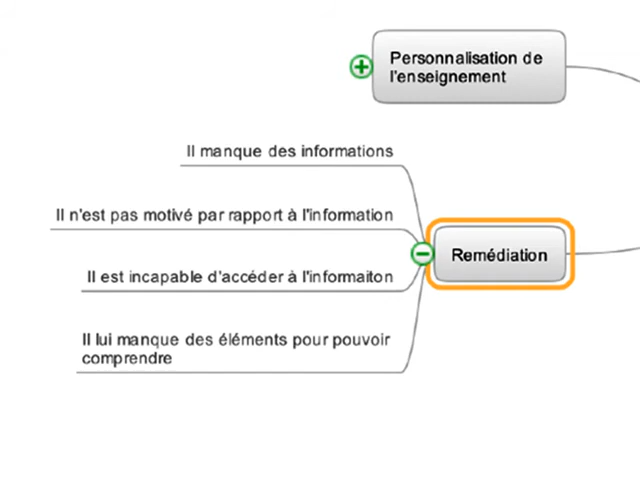 Personnalisation de
l'enseignement
Il manque des informations
Il n'est pas motivé par rapport à l'information
Remédiation
Il est incapable d'accéder à l'informaiton
Il lui manque des éléments pour pouvoir
comprendre